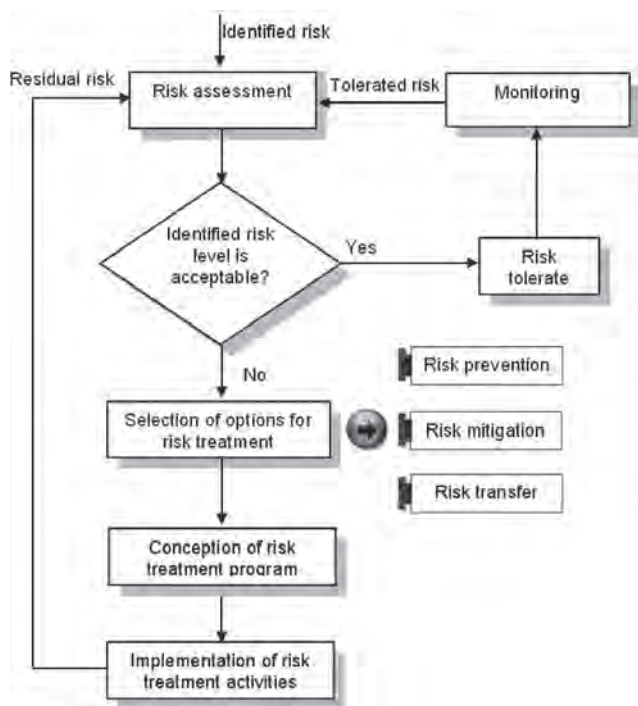 Identified risk
Residual risk
Risk assessment
Tolerated risk
Monitoring
Identified risk
level is
acceptable?
Yes
Risk
tolerate
No
Risk prevention
Selection of options for
risk treatment
Risk mitigation
Risk transfer
Conception of risk
treatment program
Implementation of risk
treatment activities